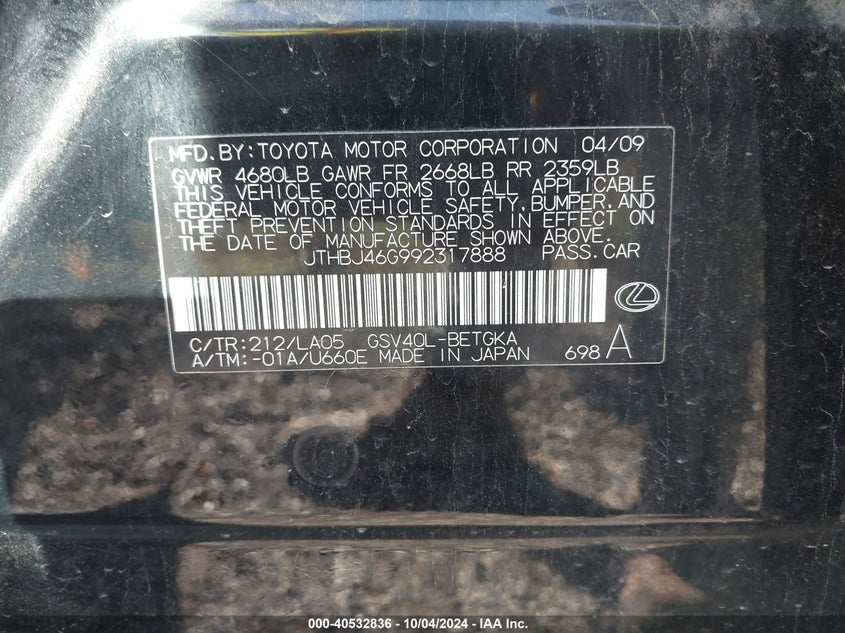 MFD. BY: TOYOTA MOTOR CORPORATION 04/09
GVWR 4680LB GAWR FR 2668LB RR 2359LB
THIS VEHICLE CONFORMS TO ALL APPLICABLE
FEDERAL MOTOR VEHICLE SAFETY, BUMPER, AND
THEFT PREVENTION STANDARDS IN EFFECT ON
THE DATE OF MANUFACTURE SHOWN ABOVE.
JTHBJ46G992317888 PASS. CAR
C/TR: 212/LA05 GSV40L-BETGKA
A/TM: -01A/U660E MADE IN JAPAN 698 A
000-40532836 - 10/04/2024 - IAA Inc.